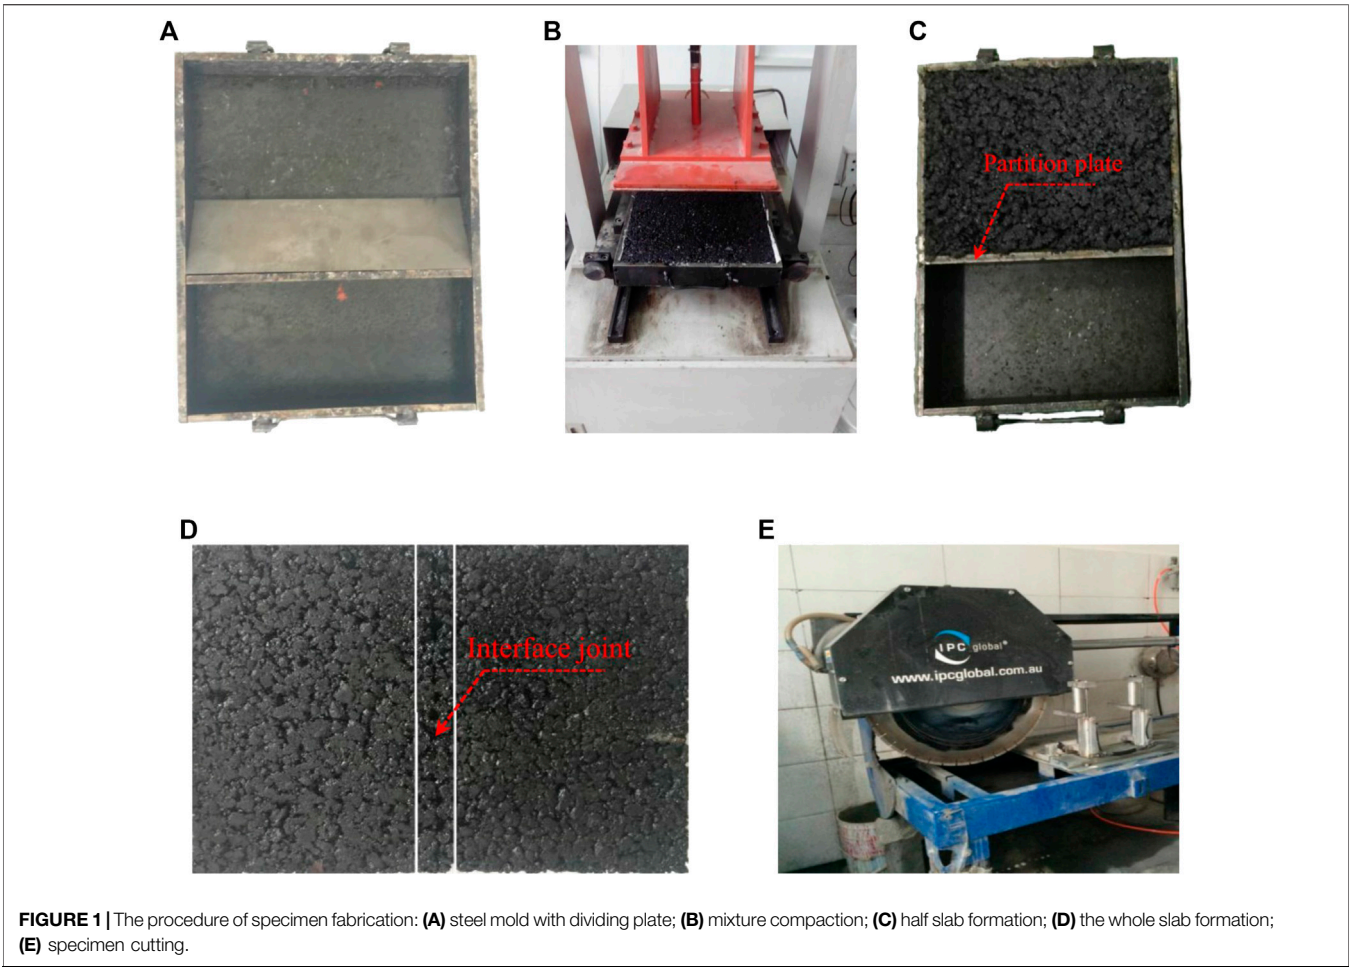 A
B
C
Partition plate
D
E
Interface joint
IPC global®
www.ipcglobal.com.au
FIGURE 1 | The procedure of specimen fabrication: (A) steel mold with dividing plate; (B) mixture compaction; (C) half slab formation; (D) the whole slab formation;
(E) specimen cutting.